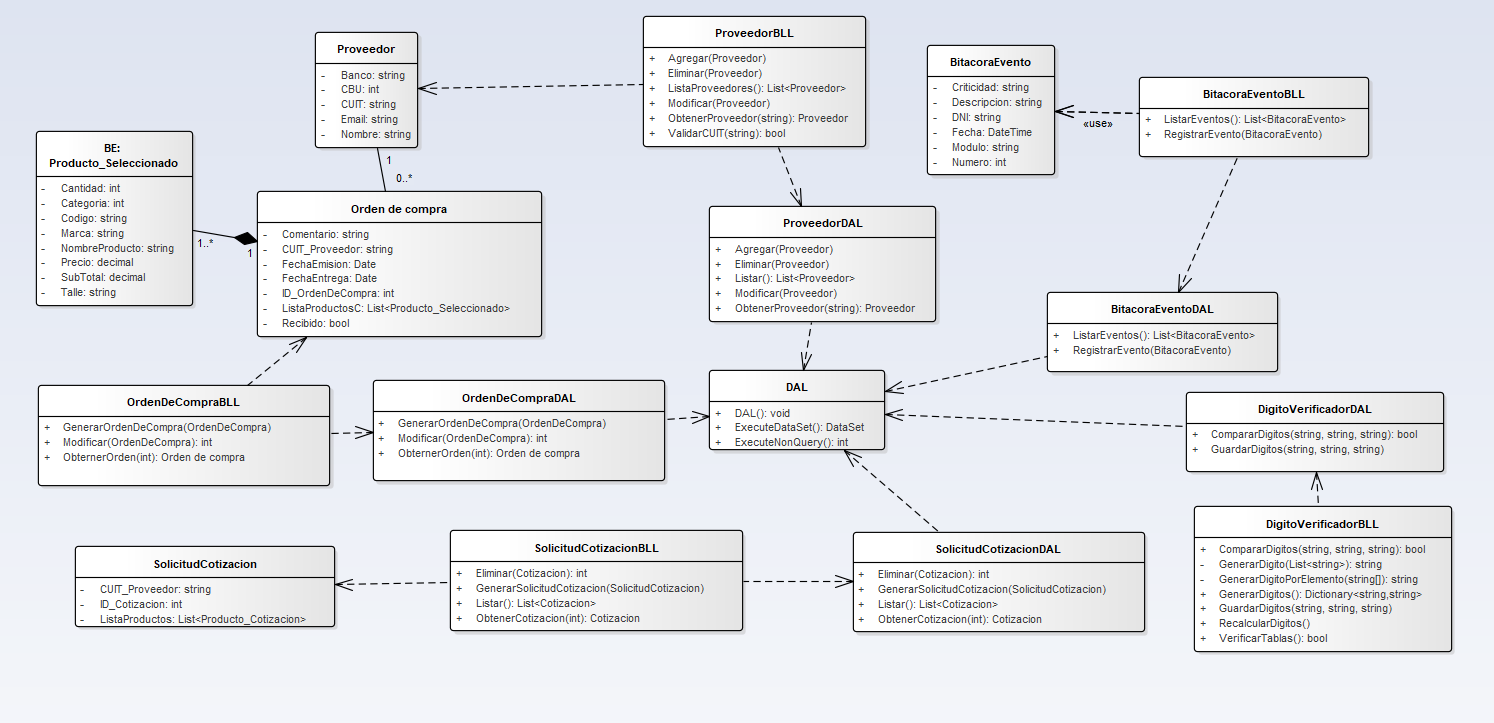 Proveedor
- Banco: string
- CBU: int
- CUIT: string
- Email: string
- Nombre: string
ProveedorBLL
+ Agregar(Proveedor)
+ Eliminar(Proveedor)
+ ListaProveedores(): List<Proveedor>
+ Modificar(Proveedor)
+ ObtenerProveedor(string): Proveedor
+ ValidarCUIT(string): bool
BitacoraEvento
- Criticidad: string
- Descripcion: string
- DNI: string
- Fecha: DateTime
- Modulo: string
- Numero: int
«use»
BitacoraEventoBLL
+ ListarEventos(): List<BitacoraEvento>
+ RegistrarEvento(BitacoraEvento)
BE:
Producto_Seleccionado
- Cantidad: int
- Categoria: int
- Codigo: string
- Marca: string
- NombreProducto: string
- Precio: decimal
- SubTotal: decimal
- Talle: string
1
0..*
1..*
1
Orden de compra
- Comentario: string
- CUIT_Proveedor: string
- FechaEmision: Date
- FechaEntrega: Date
- ID_OrdenDeCompra: int
- ListaProductosC: List<Producto_Seleccionado>
- Recibido: bool
ProveedorDAL
+ Agregar(Proveedor)
+ Eliminar(Proveedor)
+ Listar(): List<Proveedor>
+ Modificar(Proveedor)
+ ObtenerProveedor(string): Proveedor
BitacoraEventoDAL
+ ListarEventos(): List<BitacoraEvento>
+ RegistrarEvento(BitacoraEvento)
OrdenDeCompraBLL
+ GenerarOrdenDeCompra(OrdenDeCompra)
+ Modificar(OrdenDeCompra): int
+ ObternerOrden(int): Orden de compra
OrdenDeCompraDAL
+ GenerarOrdenDeCompra(OrdenDeCompra)
+ Modificar(OrdenDeCompra): int
+ ObternerOrden(int): Orden de compra
DAL
+ DAL(): void
+ ExecuteDataSet(): DataSet
+ ExecuteNonQuery(): int
DigitoVerificadorDAL
+ CompararDigitos(string, string, string): bool
+ GuardarDigitos(string, string, string)
SolicitudCotizacion
- CUIT_Proveedor: string
- ID_Cotizacion: int
- ListaProductos: List<Producto_Cotizacion>
SolicitudCotizacionBLL
+ Eliminar(Cotizacion): int
+ GenerarSolicitudCotizacion(SolicitudCotizacion)
+ Listar(): List<Cotizacion>
+ ObtenerCotizacion(int): Cotizacion
SolicitudCotizacionDAL
+ Eliminar(Cotizacion): int
+ GenerarSolicitudCotizacion(SolicitudCotizacion)
+ Listar(): List<Cotizacion>
+ ObtenerCotizacion(int): Cotizacion
DigitoVerificadorBLL
+ CompararDigitos(string, string, string): bool
- GenerarDigito(List<string>): string
- GenerarDigitoPorElemento(string[]): string
+ GenerarDigitos(): Dictionary<string,string>
+ GuardarDigitos(string, string, string)
+ RecalcularDigitos()
+ VerificarTablas(): bool